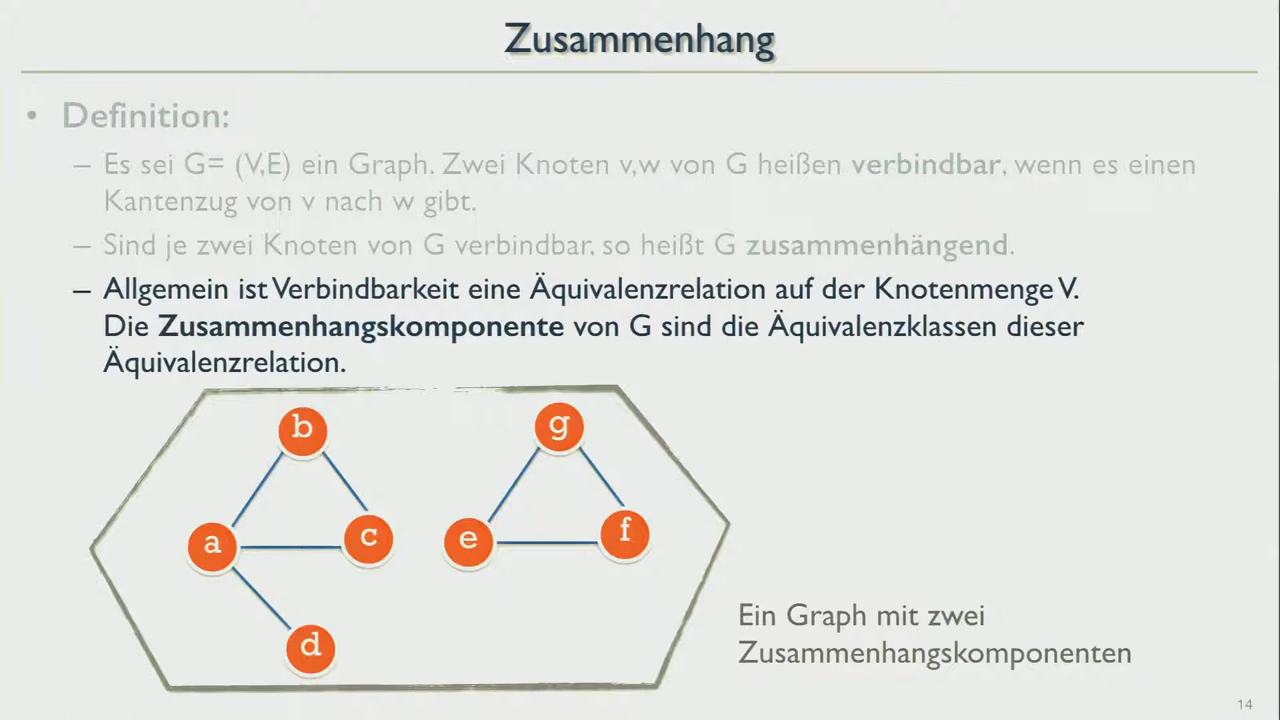 Zusammenhang
• Definition:
– Es sei G= (V,E) ein Graph. Zwei Knoten v,w von G heißen verbindbar, wenn es einen
Kantenzug von v nach w gibt.
– Sind je zwei Knoten von G verbindbar, so heißt G zusammenhängend.
– Allgemein ist Verbindbarkeit eine Äquivalenzrelation auf der Knotenmenge V.
Die Zusammenhangskomponente von G sind die Äquivalenzklassen dieser
Äquivalenzrelation.
b
g
a
c
e
f
d
Ein Graph mit zwei
Zusammenhangskomponenten
14